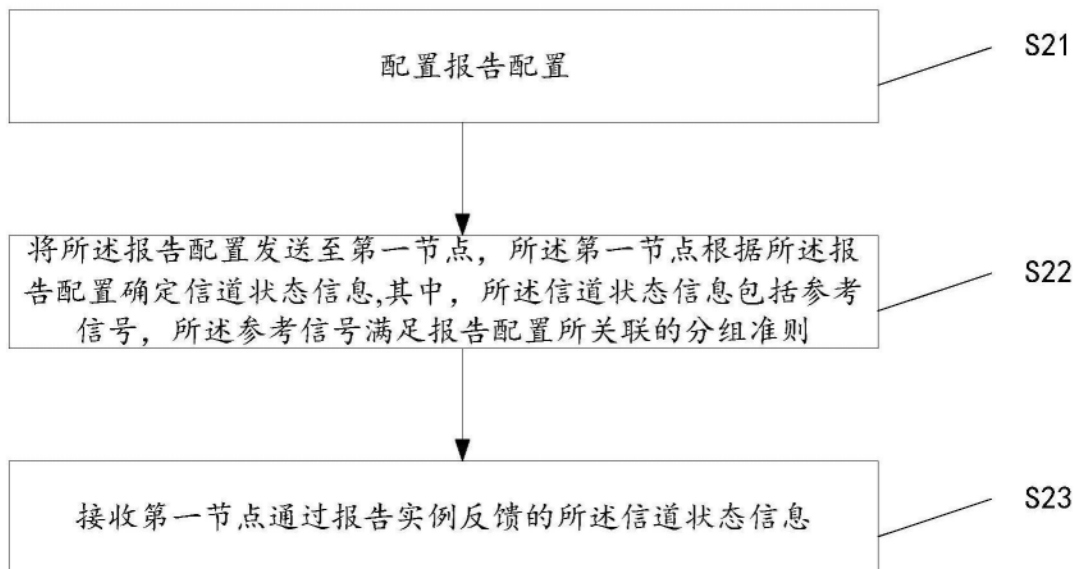 配置报告配置
S21
将所述报告配置发送至第一节点，所述第一节点根据所述报
告配置确定信道状态信息,其中，所述信道状态信息包括参考
信号，所述参考信号满足报告配置所关联的分组准则
S22
接收第一节点通过报告实例反馈的所述信道状态信息
S23